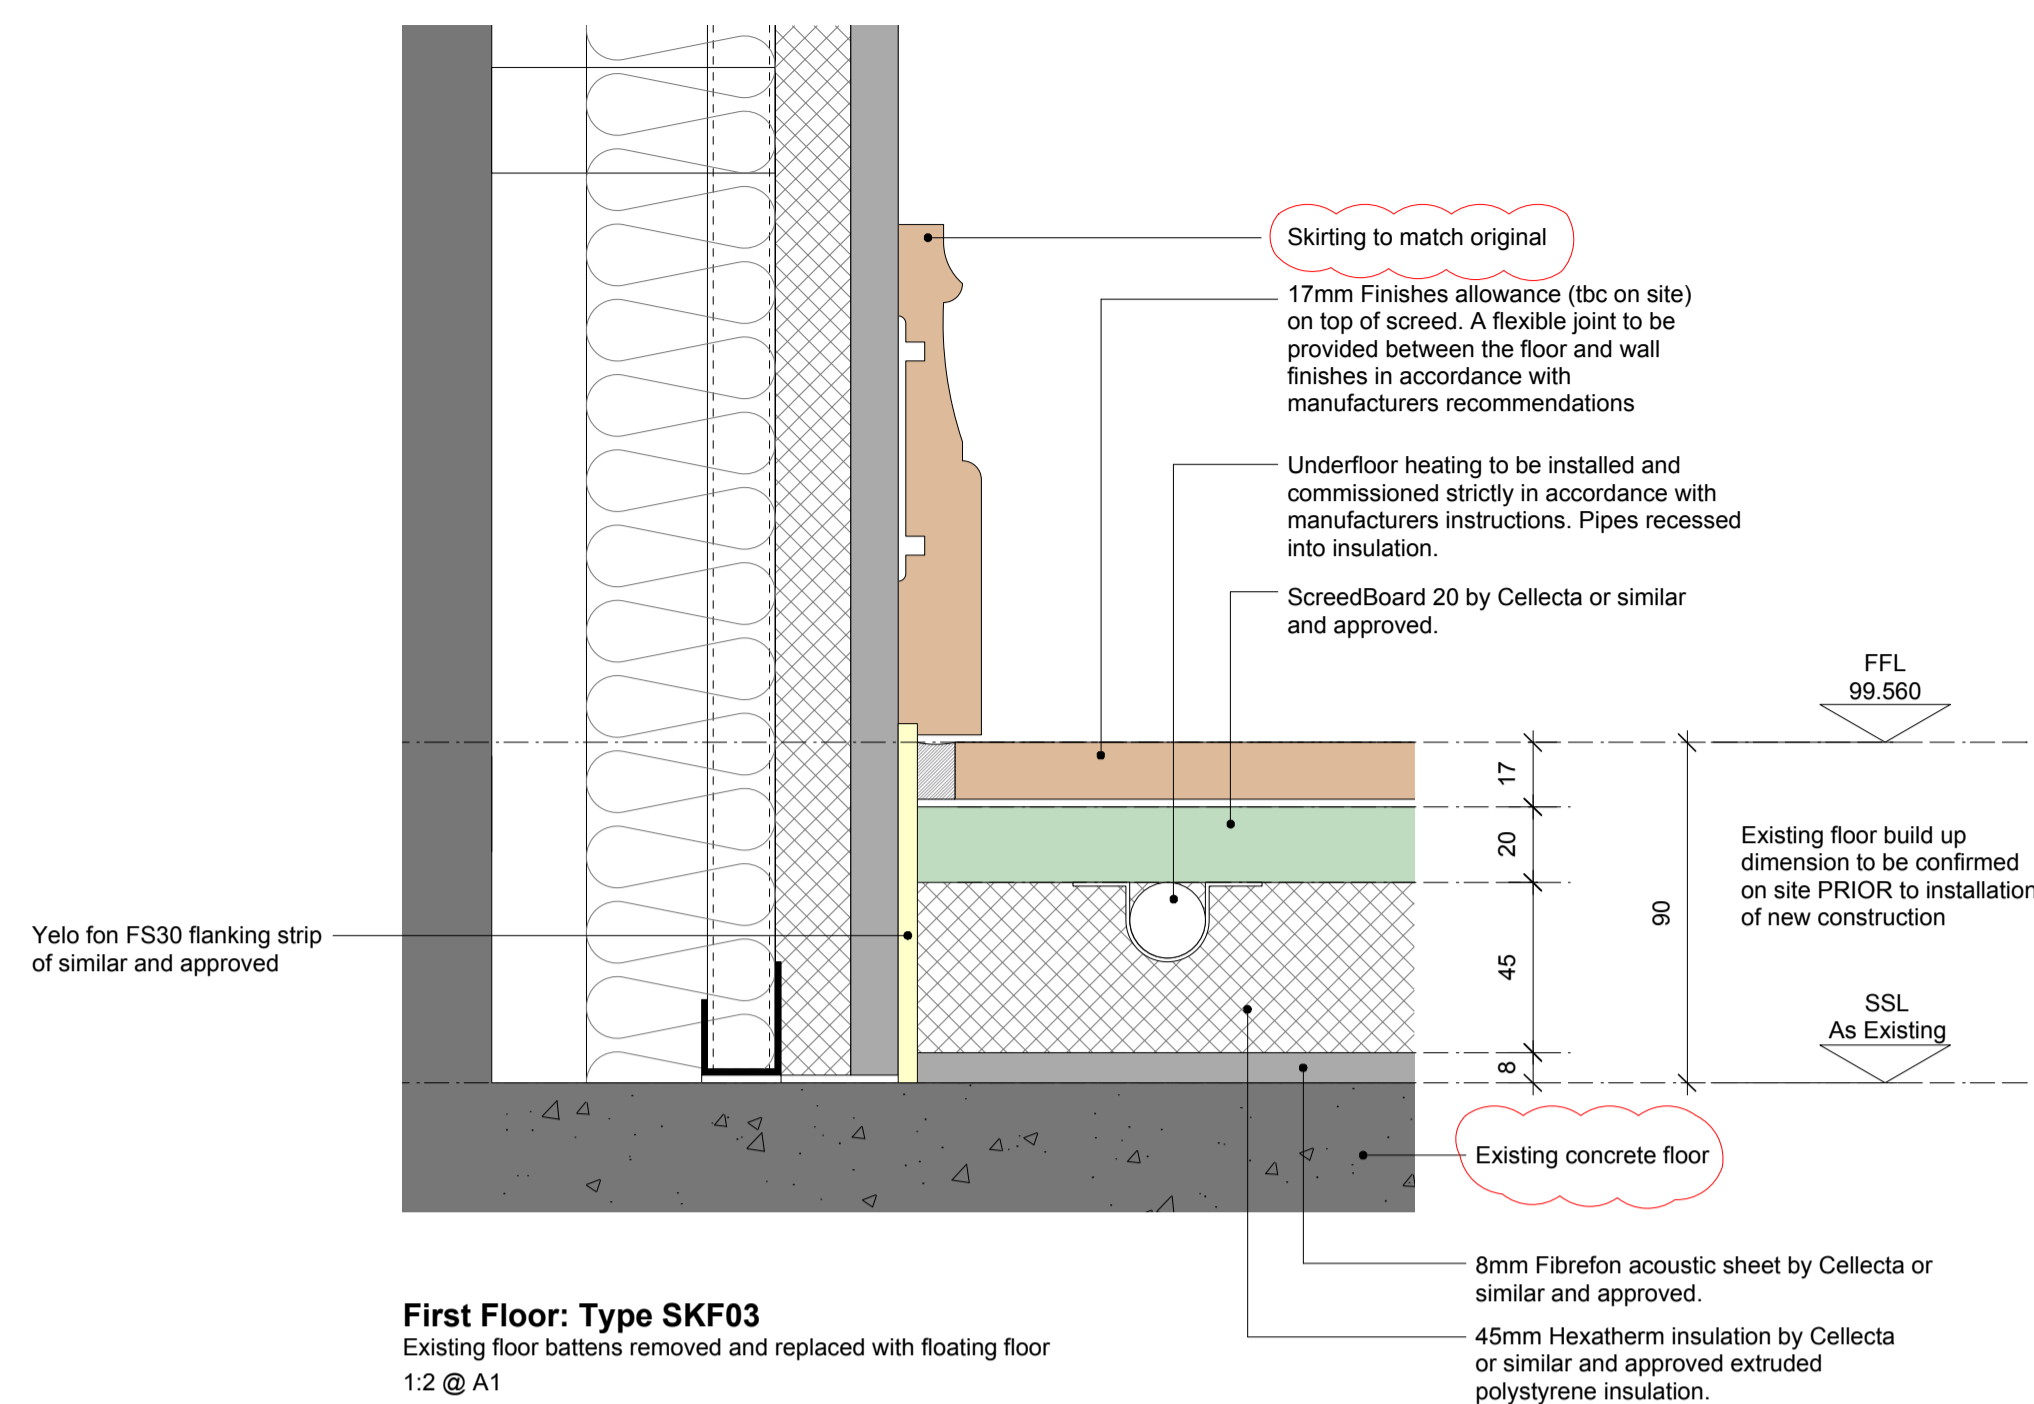 Skirting to match original
17mm Finishes allowance (tbc on site)
on top of screed. A flexible joint to be
provided between the floor and wall
finishes in accordance with
manufacturers recommendations
Underfloor heating to be installed and
commissioned strictly in accordance with
manufacturers instructions. Pipes recessed
into insulation.
ScreedBoard 20 by Cellecta or similar
and approved.
FFL
99.560
17
20
45
8
90
Existing floor build up
dimension to be confirmed
on site PRIOR to installation
of new construction
SSL
As Existing
Yelo fon FS30 flanking strip
of similar and approved
Existing concrete floor
8mm Fibrefon acoustic sheet by Cellecta or
similar and approved.
45mm Hexatherm insulation by Cellecta
or similar and approved extruded
polystyrene insulation.
First Floor: Type SKF03
Existing floor battens removed and replaced with floating floor
1:2 @ A1